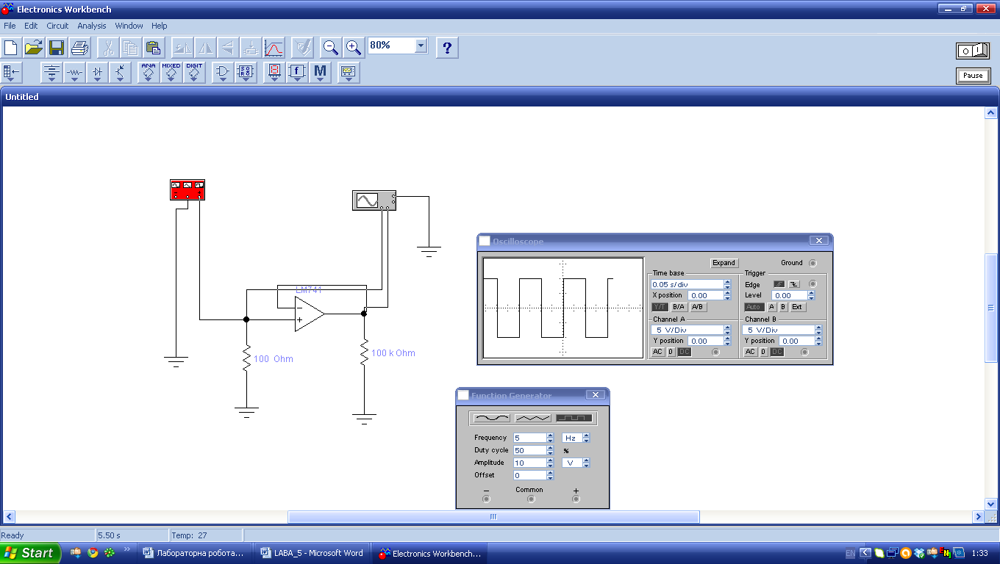 Electronics Workbench
File Edit Circuit Analysis Window Help
80% ?
ANA MIXED DIGIT
f M
Pause
Untitled
LM741
100 Ohm
100 k Ohm
Oscilloscope
Expand Ground
Time base Trigger
0.05 s/div Edge
X position 0.00 Level 0.00
Y/T B/A A/B Auto A B Ext
Channel A Channel B
5 V/Div 5 V/Div
Y position 0.00 Y position 0.00
AC 0 DC AC 0 DC
Function Generator
Frequency 5 Hz
Duty cycle 50 %
Amplitude 10 V
Offset 0
− Common +
Ready 5.50 s Temp: 27
Start Лабораторна робота... LABA_5 - Microsoft Word Electronics Workbench... EN 1:33